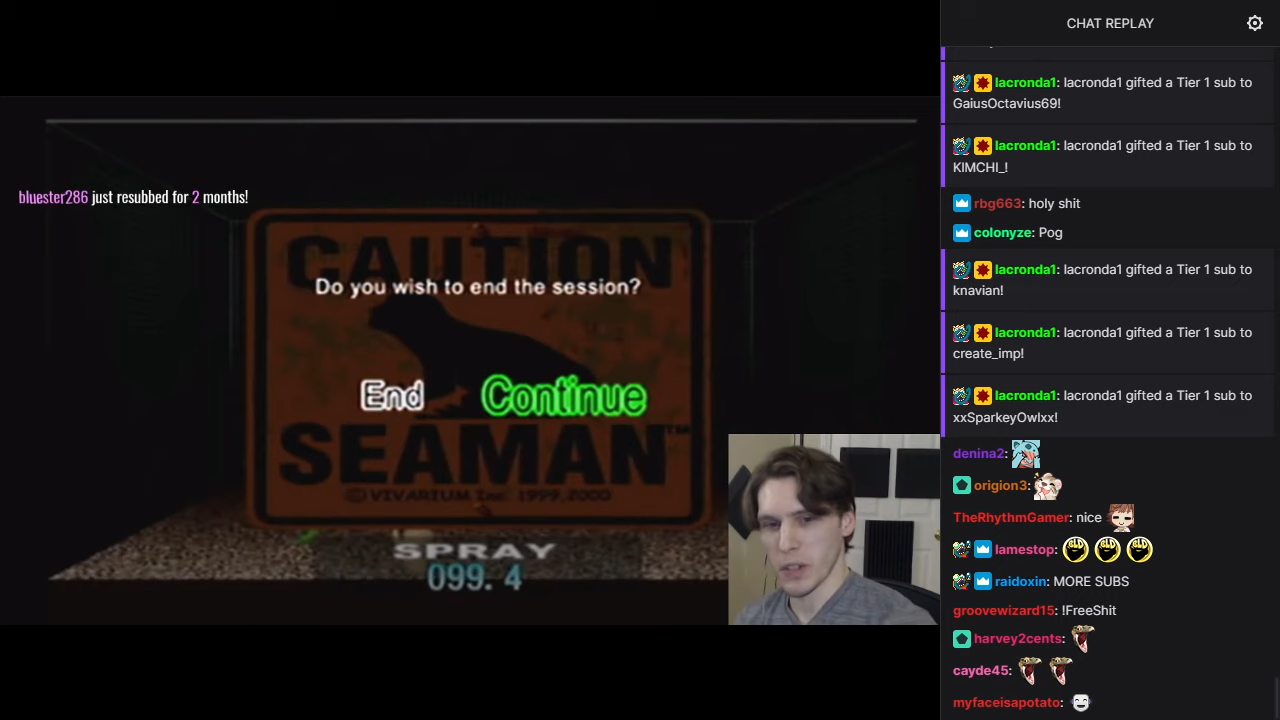 CHAT REPLAY
lacronda1: lacronda1 gifted a Tier 1 sub to
GaiusOctavius69!
lacronda1: lacronda1 gifted a Tier 1 sub to
KIMCHI_!
rbg663: holy shit
colonyze: Pog
lacronda1: lacronda1 gifted a Tier 1 sub to
knavian!
lacronda1: lacronda1 gifted a Tier 1 sub to
create_imp!
lacronda1: lacronda1 gifted a Tier 1 sub to
xxSparkeyOwlxx!
denina2:
origion3:
TheRhythmGamer: nice
lamestop:
raidoxin: MORE SUBS
groovewizard15: !FreeShit
harvey2cents:
cayde45:
myfaceisapotato:
bluester286 just resubbed for 2 months!
CAUTION
Do you wish to end the session?
End Continue
SEAMAN™
© VIVARIUM Inc. 1999,2000
SPRAY
099. 4